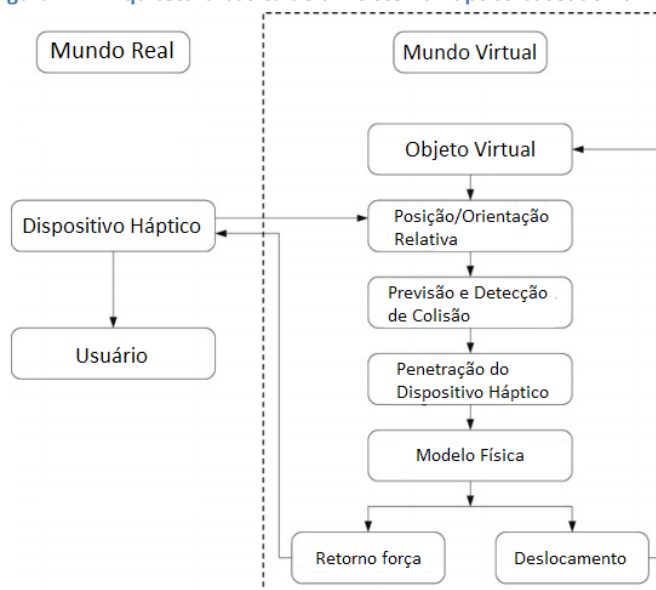 Mundo Real
Mundo Virtual
Objeto Virtual
Dispositivo Háptico
Posição/Orientação
Relativa
Previsão e Detecção
de Colisão
Usuário
Penetração do
Dispositivo Háptico
Modelo Física
Retorno força
Deslocamento